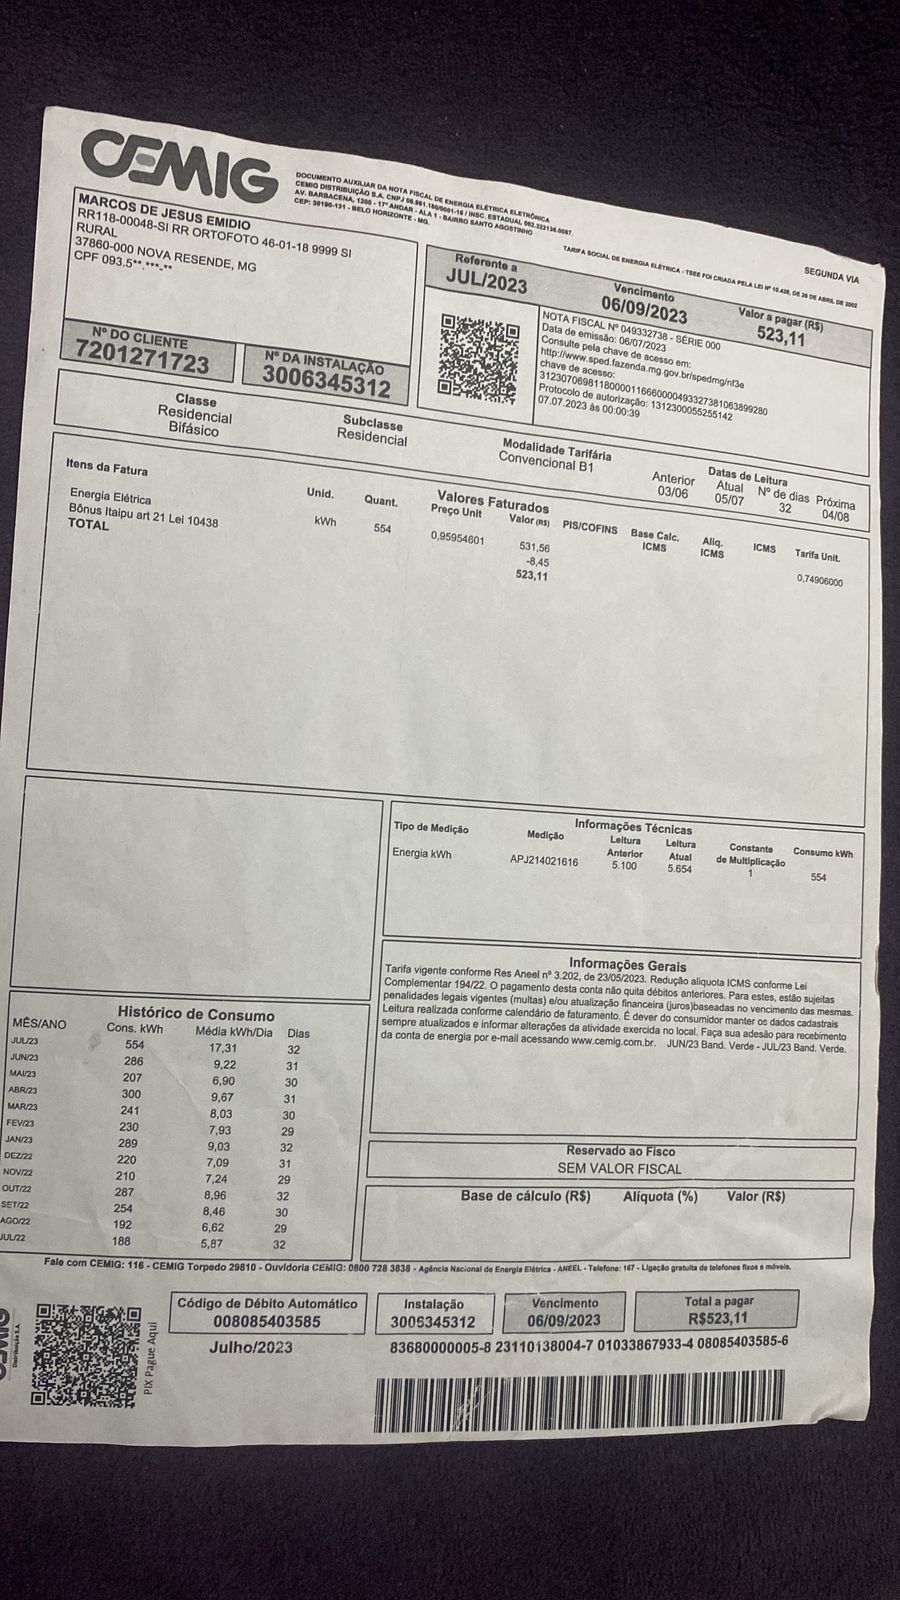 CEMIG
DOCUMENTO AUXILIAR DA NOTA FISCAL DE ENERGIA ELÉTRICA ELETRÔNICA
CEMIG DISTRIBUIÇÃO S.A. CNPJ 06.981.180/0001-16 / INSC. ESTADUAL 062.322136.0087.
AV. BARBACENA, 1200 - 17° ANDAR - ALA 1 - BAIRRO SANTO AGOSTINHO
CEP: 30190-131 - BELO HORIZONTE - MG.
TARIFA SOCIAL DE ENERGIA ELÉTRICA - TSEE FOI CRIADA PELA LEI Nº 10.438, DE 26 DE ABRIL DE 2002
SEGUNDA VIA
MARCOS DE JESUS EMIDIO
RR118-00048-SI RR ORTOFOTO 46-01-18 9999 SI
RURAL
37860-000 NOVA RESENDE, MG
CPF 093.5**.***-**
Referente a Vencimento Valor a pagar (R$)
JUL/2023 06/09/2023 523,11
Nº DO CLIENTE
7201271723
Nº DA INSTALAÇÃO
3006345312
NOTA FISCAL Nº 049332738 - SÉRIE 000
Data de emissão: 06/07/2023
Consulte pela chave de acesso em:
http://www.sped.fazenda.mg.gov.br/spedmg/nf3e
chave de acesso:
31230706981180000116660000493327381063899280
Protocolo de autorização: 1312300055255142
07.07.2023 às 00:00:39
Classe
Residencial
Bifásico
Subclasse
Residencial
Modalidade Tarifária
Convencional B1
Datas de Leitura
Anterior Atual Nº de dias Próxima
03/06 05/07 32 04/08
Valores Faturados
Itens da Fatura Unid. Quant. Preço Unit Valor (R$) PIS/COFINS Base Calc. ICMS Aliq. ICMS ICMS Tarifa Unit.
Energia Elétrica kWh 554 0,95954601 531,56 0,74906000
Bônus Itaipu art 21 Lei 10438 -8,45
TOTAL 523,11
Informações Técnicas
Tipo de Medição Medição Leitura Anterior Leitura Atual Constante de Multiplicação Consumo kWh
Energia kWh APJ214021616 5.100 5.654 1 554
Informações Gerais
Tarifa vigente conforme Res Aneel nº 3.202, de 23/05/2023. Redução aliquota ICMS conforme Lei
Complementar 194/22. O pagamento desta conta não quita débitos anteriores. Para estes, estão sujeitas
penalidades legais vigentes (multas) e/ou atualização financeira (juros)baseadas no vencimento das mesmas.
Leitura realizada conforme calendário de faturamento. É dever do consumidor manter os dados cadastrais
sempre atualizados e informar alterações da atividade exercida no local. Faça sua adesão para recebimento
da conta de energia por e-mail acessando www.cemig.com.br. JUN/23 Band. Verde - JUL/23 Band. Verde.
Histórico de Consumo
MÊS/ANO Cons. kWh Média kWh/Dia Dias
JUL/23 554 17,31 32
JUN/23 286 9,22 31
MAI/23 207 6,90 30
ABR/23 300 9,67 31
MAR/23 241 8,03 30
FEV/23 230 7,93 29
JAN/23 289 9,03 32
DEZ/22 220 7,09 31
NOV/22 210 7,24 29
OUT/22 287 8,96 32
SET/22 254 8,46 30
AGO/22 192 6,62 29
JUL/22 188 5,87 32
Reservado ao Fisco
SEM VALOR FISCAL
Base de cálculo (R$) Alíquota (%) Valor (R$)
Fale com CEMIG: 116 - CEMIG Torpedo 29810 - Ouvidoria CEMIG: 0800 728 3838 - Agência Nacional de Energia Elétrica - ANEEL - Telefone: 167 - Ligação gratuita de telefones fixos e móveis.
Distribuição S.A.
PIX Pague Aqui
Código de Débito Automático
008085403585
Instalação
3006345312
Vencimento
06/09/2023
Total a pagar
R$523,11
Julho/2023
83680000005-8 23110138004-7 01033867933-4 08085403585-6